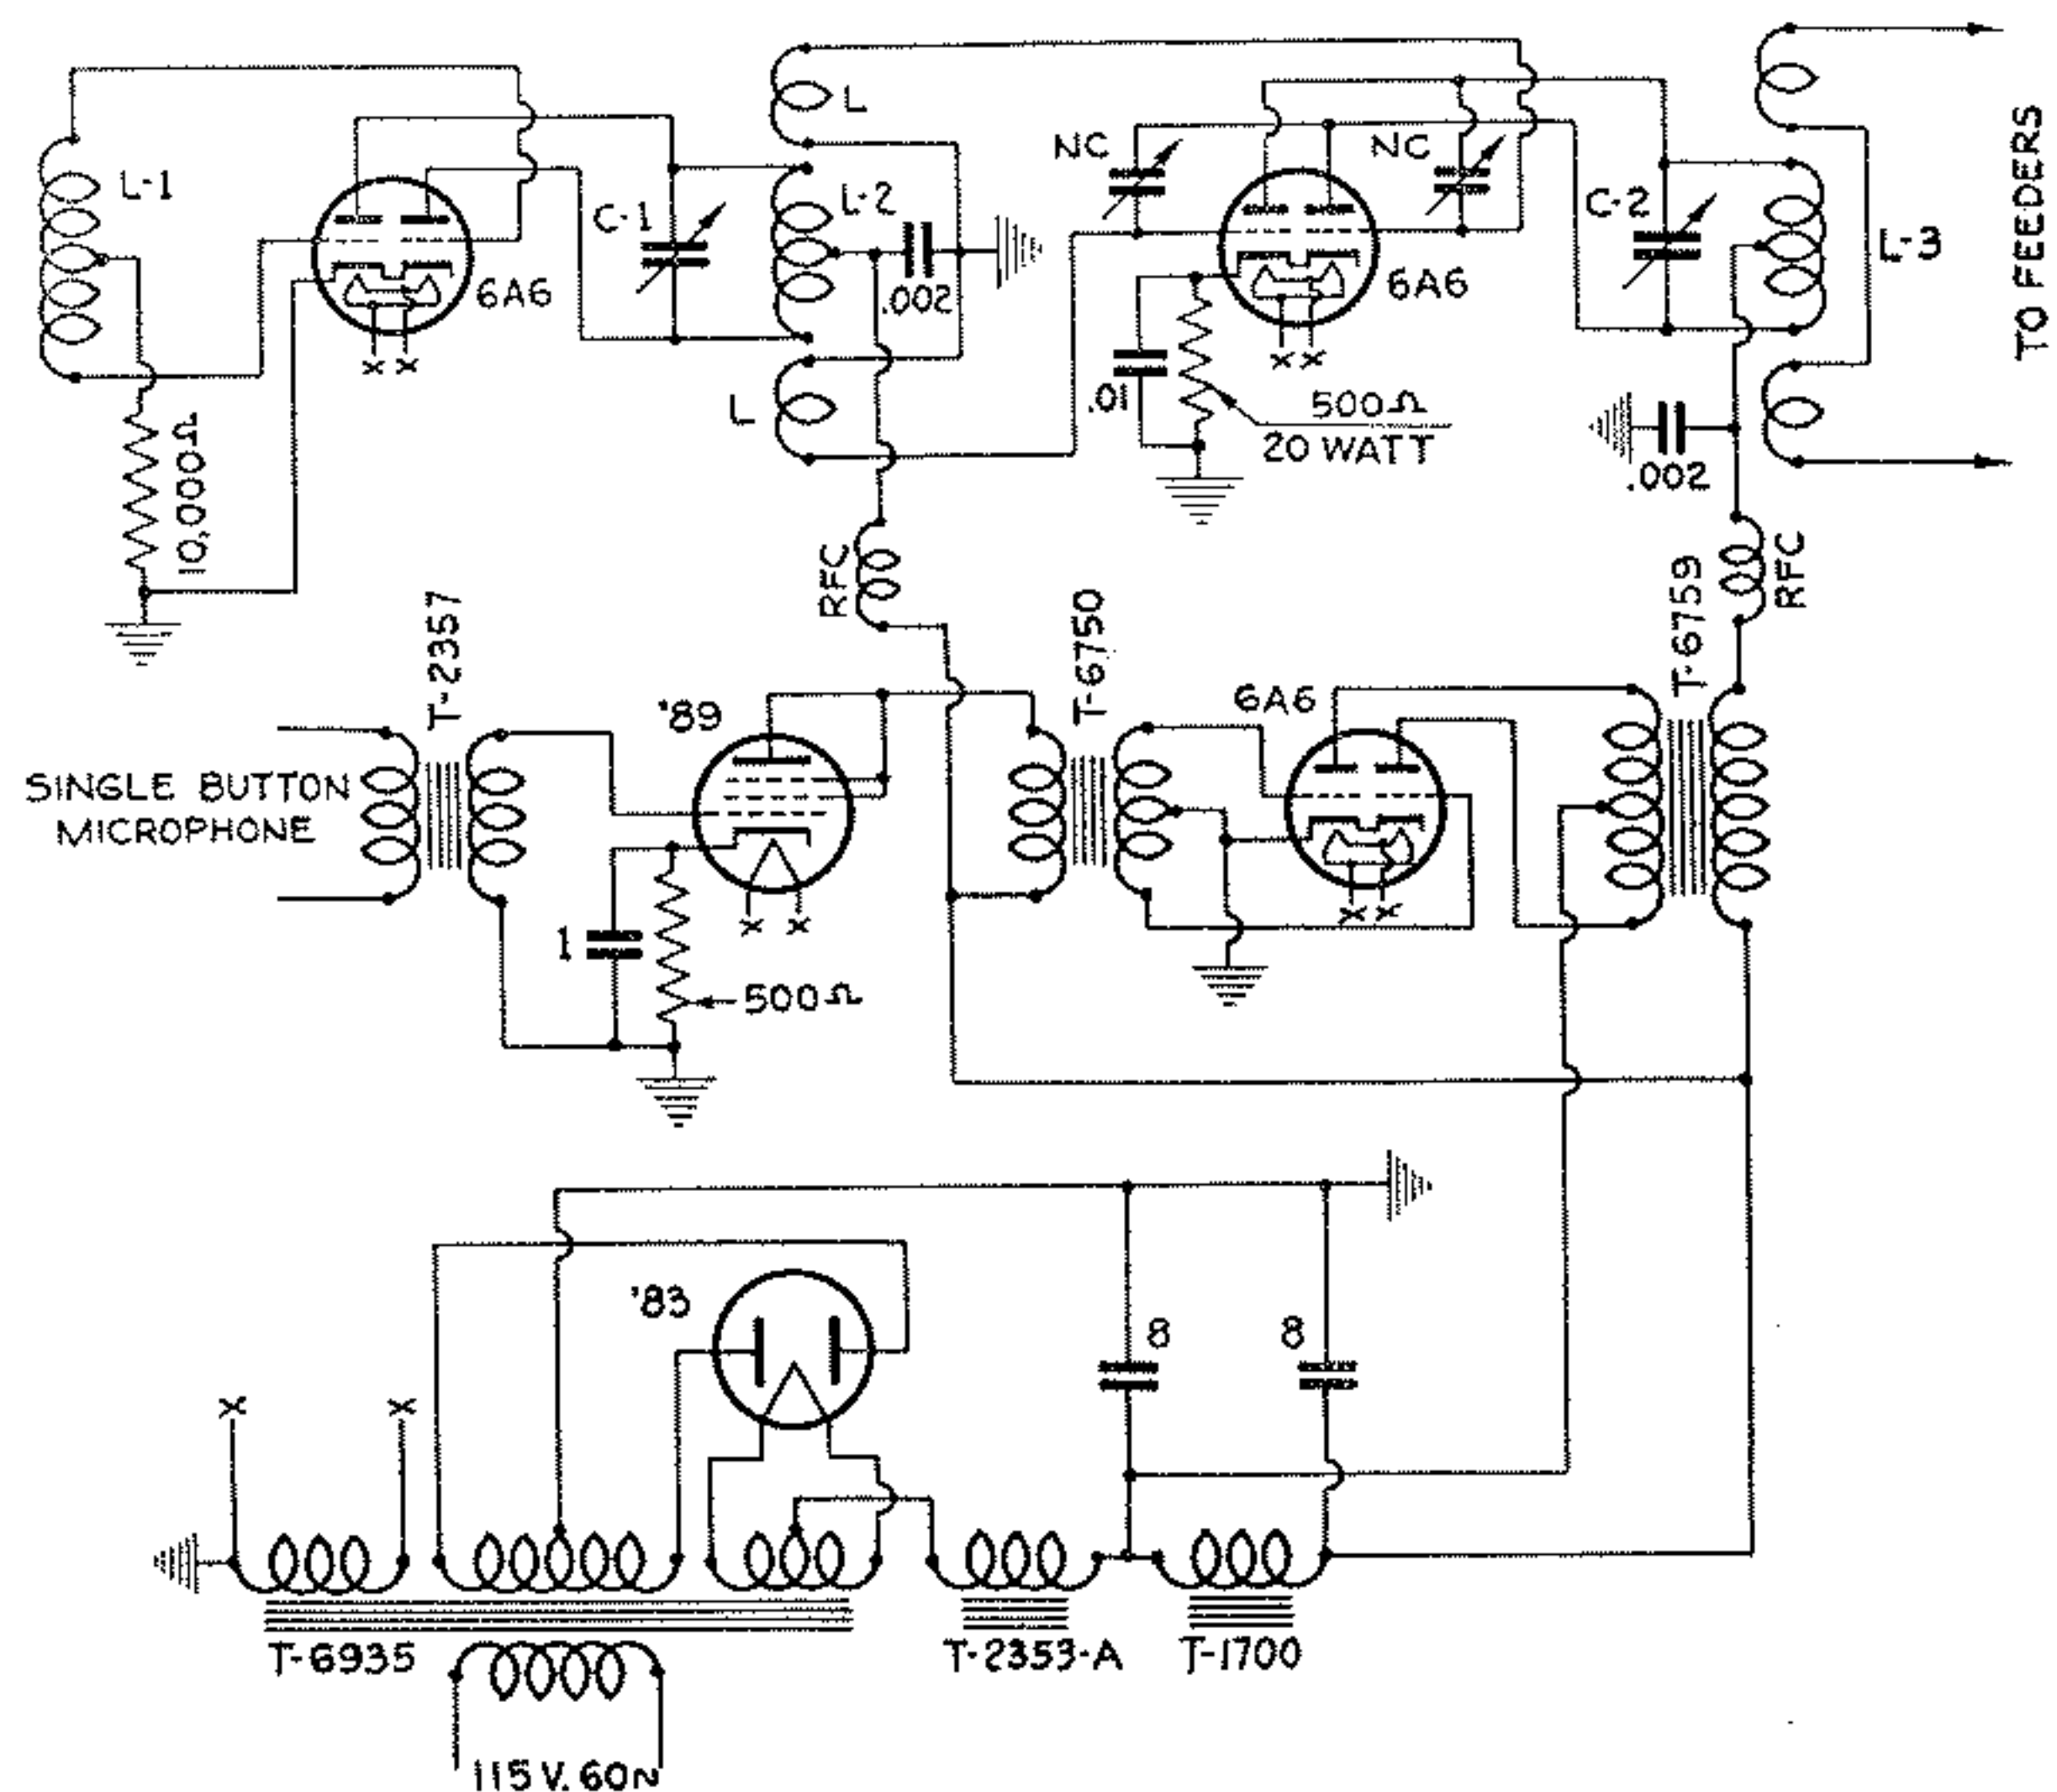 L-1
L
L-2
C-1
6A6
.002
L
10,000Ω
NC
NC
6A6
.01
500Ω
20 WATT
C-2
L-3
TO FEEDERS
.002
X X
X X
RFC
RFC
T-2357
'89
T-6750
6A6
T-6759
SINGLE BUTTON
MICROPHONE
X X
X X
1
500Ω
'83
8
8
X
X
T-6935
T-2353-A
T-1700
115 V. 60~